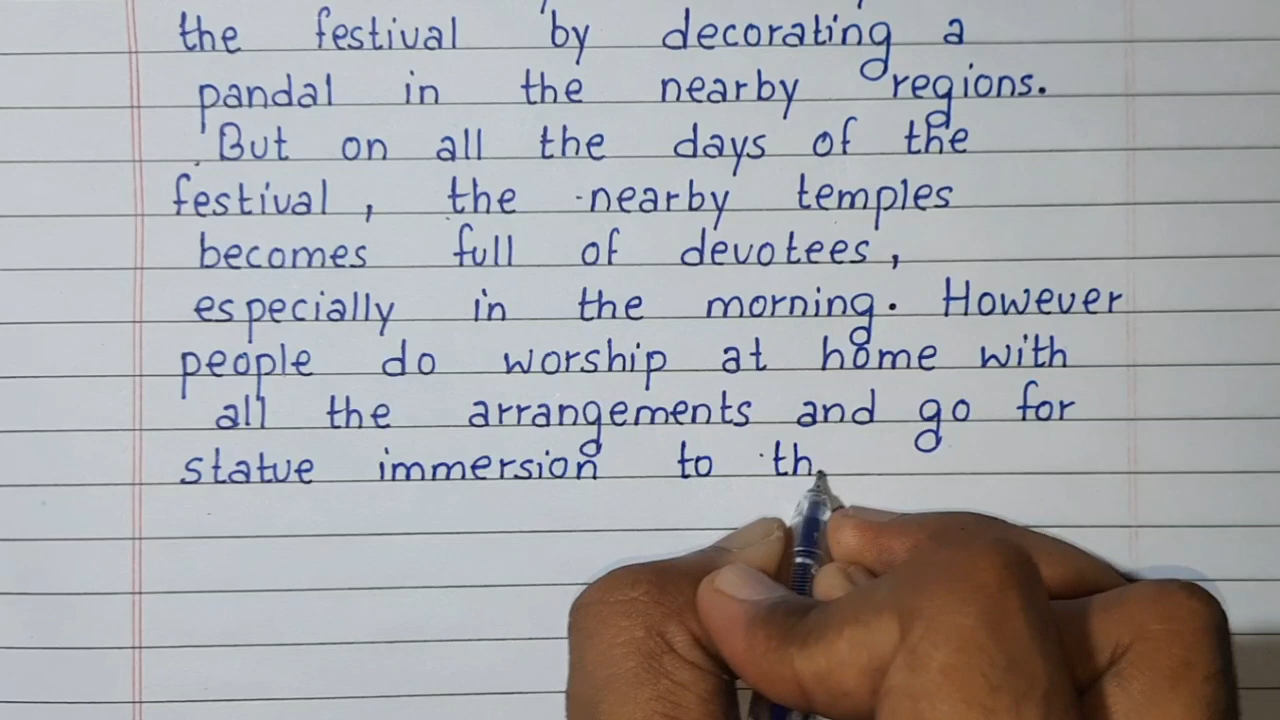 the festival by decorating a
pandal in the nearby regions.
But on all the days of the
festival, the nearby temples
becomes full of devotees,
especially in the morning. However
people do worship at home with
all the arrangements and go for
statue immersion to th